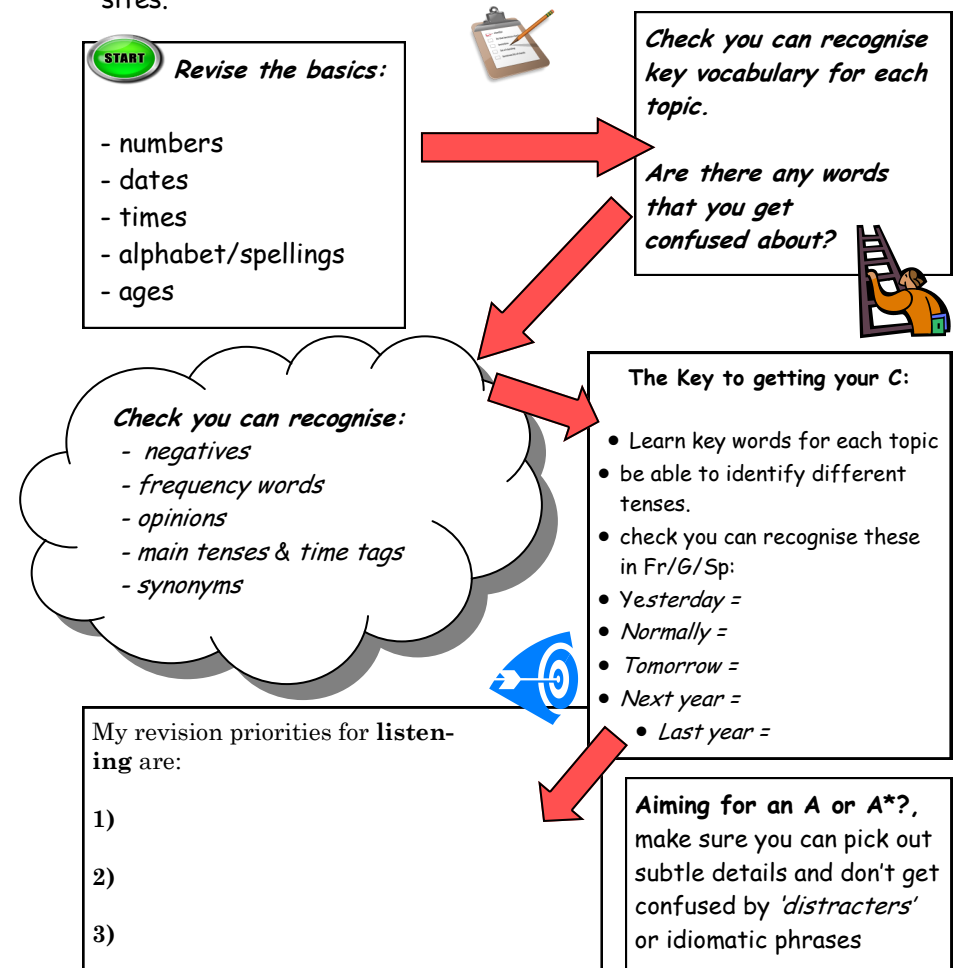 sites.
START
Revise the basics:
- numbers
- dates
- times
- alphabet/spellings
- ages
Check you can recognise
key vocabulary for each
topic.
Are there any words
that you get
confused about?
Check you can recognise:
- negatives
- frequency words
- opinions
- main tenses & time tags
- synonyms
The Key to getting your C:
• Learn key words for each topic
• be able to identify different
tenses.
• check you can recognise these
in Fr/G/Sp:
• Yesterday =
• Normally =
• Tomorrow =
• Next year =
• Last year =
My revision priorities for listen-
ing are:
1)
2)
3)
Aiming for an A or A*?,
make sure you can pick out
subtle details and don't get
confused by 'distracters'
or idiomatic phrases